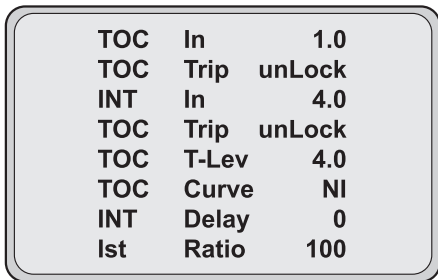 TOC In 1.0
TOC Trip unLock
INT In 4.0
TOC Trip unLock
TOC T-Lev 4.0
TOC Curve NI
INT Delay 0
Ist Ratio 100